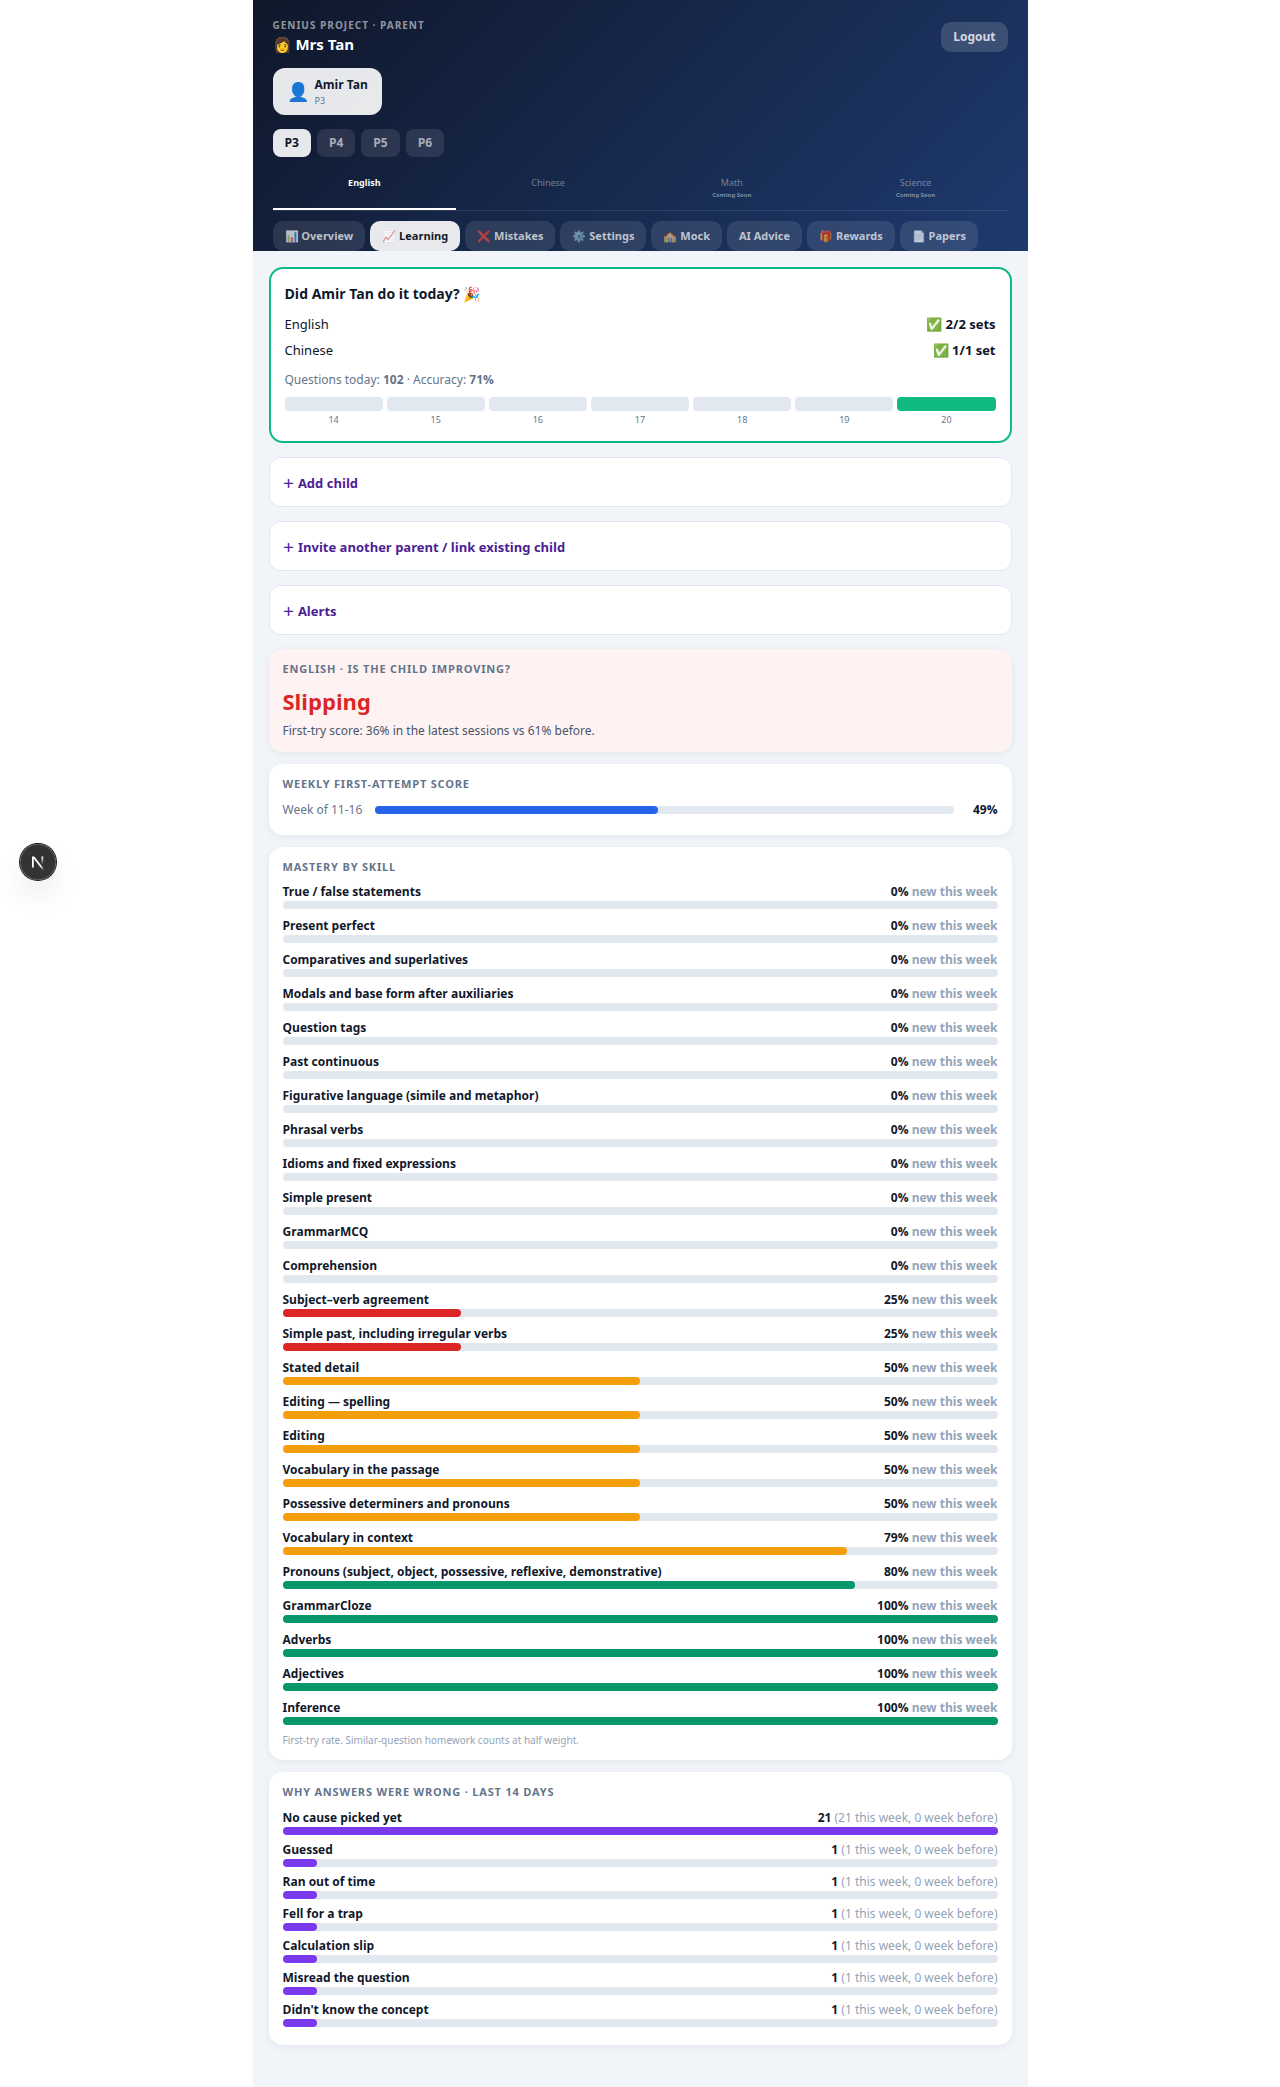 GENIUS PROJECT · PARENT
👩 Mrs Tan
Logout
Amir Tan
P3
P3 P4 P5 P6
English Chinese Math Science
Coming Soon Coming Soon
📊 Overview 📈 Learning ❌ Mistakes ⚙️ Settings 🏫 Mock AI Advice 🎁 Rewards 📄 Papers
Did Amir Tan do it today? 🎉
English ✅ 2/2 sets
Chinese ✅ 1/1 set
Questions today: 102 · Accuracy: 71%
14 15 16 17 18 19 20
+ Add child
+ Invite another parent / link existing child
+ Alerts
ENGLISH · IS THE CHILD IMPROVING?
Slipping
First-try score: 36% in the latest sessions vs 61% before.
WEEKLY FIRST-ATTEMPT SCORE
Week of 11-16 49%
N
MASTERY BY SKILL
True / false statements 0% new this week
Present perfect 0% new this week
Comparatives and superlatives 0% new this week
Modals and base form after auxiliaries 0% new this week
Question tags 0% new this week
Past continuous 0% new this week
Figurative language (simile and metaphor) 0% new this week
Phrasal verbs 0% new this week
Idioms and fixed expressions 0% new this week
Simple present 0% new this week
GrammarMCQ 0% new this week
Comprehension 0% new this week
Subject–verb agreement 25% new this week
Simple past, including irregular verbs 25% new this week
Stated detail 50% new this week
Editing — spelling 50% new this week
Editing 50% new this week
Vocabulary in the passage 50% new this week
Possessive determiners and pronouns 50% new this week
Vocabulary in context 79% new this week
Pronouns (subject, object, possessive, reflexive, demonstrative) 80% new this week
GrammarCloze 100% new this week
Adverbs 100% new this week
Adjectives 100% new this week
Inference 100% new this week
First-try rate. Similar-question homework counts at half weight.
WHY ANSWERS WERE WRONG · LAST 14 DAYS
No cause picked yet 21 (21 this week, 0 week before)
Guessed 1 (1 this week, 0 week before)
Ran out of time 1 (1 this week, 0 week before)
Fell for a trap 1 (1 this week, 0 week before)
Calculation slip 1 (1 this week, 0 week before)
Misread the question 1 (1 this week, 0 week before)
Didn't know the concept 1 (1 this week, 0 week before)